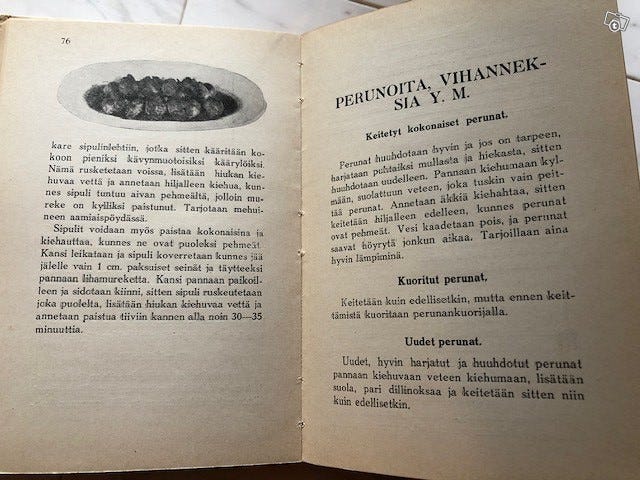 76
kare sipulinlehtiin, jotka sitten kääritään ko-
koon pieniksi kävynmuotoisiksi käärylöiksi.
Nämä rusketetaan voissa, lisätään hiukan kie-
huvaa vettä ja annetaan hiljalleen kiehua, kun-
nes sipuli tuntuu aivan pehmeältä, jolloin mu-
reke on kylliksi paistunut. Tarjotaan mehui-
neen aamiaispöydässä.
Sipulit voidaan myös paistaa kokonaisina ja
kiehauttaa, kunnes ne ovat puoleksi pehmeät.
Kansi leikataan ja sipuli koverretaan kunnes jää
jälelle vain 1 cm. paksuiset seinät ja täytteeksi
pannaan lihamureketta. Kansi pannaan paikoil-
leen ja sidotaan kiinni, sitten sipuli ruskeutetaan
joka puolelta, lisätään hiukan kiehuvaa vettä ja
annetaan paistua tiiviin kannen alla noin 30—35
minuuttia.
PERUNOITA, VIHANNEK-
SIA Y. M.
Keitetyt kokonaiset perunat.
Perunat huuhdotaan hyvin ja jos on tarpeen,
harjataan puhtaiksi mullasta ja hiekasta, sitten
huuhdotaan uudelleen. Pannaan kiehumaan kyl-
mään, suolattuun veteen, joka tuskin vain peit-
tää perunat. Annetaan äkkiä kiehahtaa, sitten
keitetään hiljalleen edelleen, kunnes perunat
ovat pehmeät. Vesi kaadetaan pois, ja perunat
saavat höyrytä jonkun aikaa. Tarjoillaan aina
hyvin lämpiminä.
Kuoritut perunat.
Keitetään kuin edellisetkin, mutta ennen keit-
tämistä kuoritaan perunankuorijalla.
Uudet perunat.
Uudet, hyvin harjatut ja huuhdotut perunat
pannaan kiehuvaan veteen kiehumaan, lisätään
suola, pari dillinoksaa ja keitetään sitten niin
kuin edellisetkin.